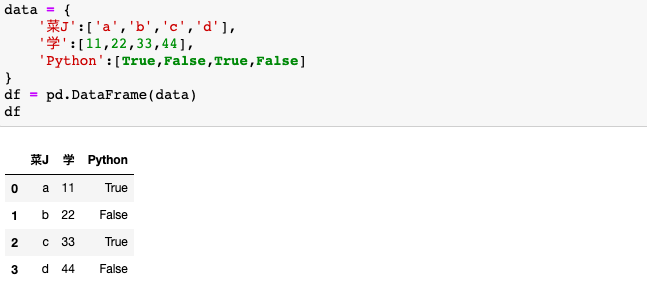 data = {
    '菜J':['a','b','c','d'],
    '学':[11,22,33,44],
    'Python':[True,False,True,False]
}
df = pd.DataFrame(data)
df
菜J 学 Python
0 a 11 True
1 b 22 False
2 c 33 True
3 d 44 False